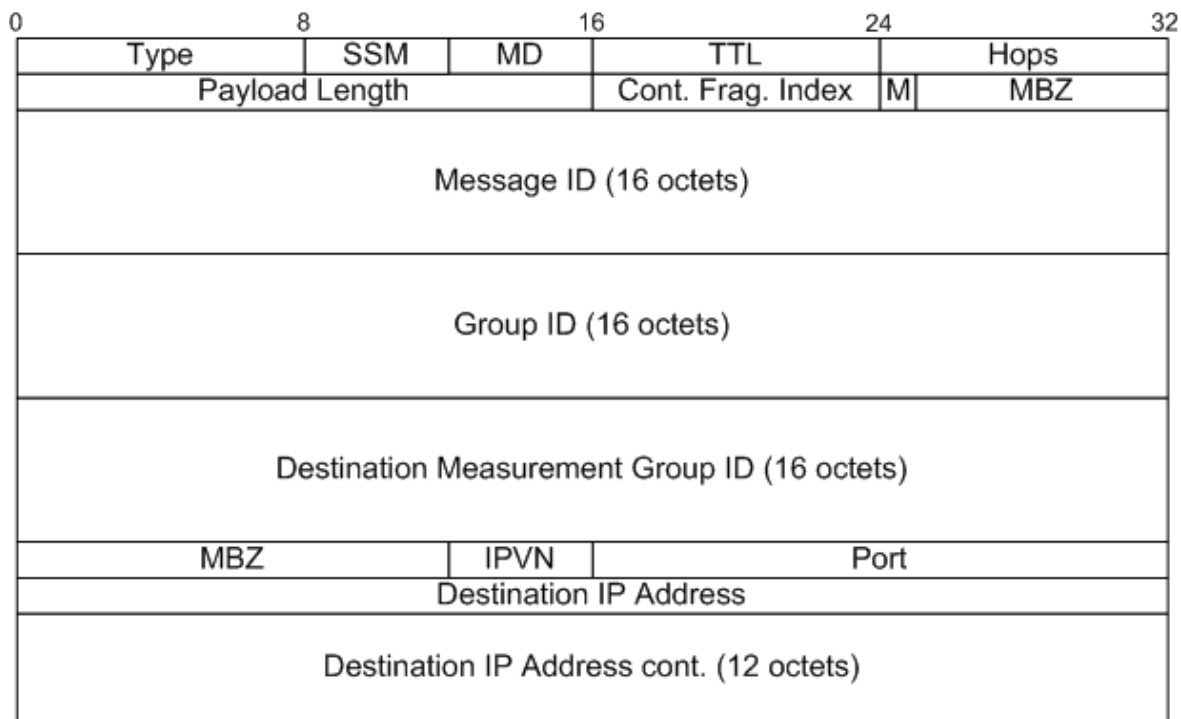 0 8 16 24 32
Type SSM MD TTL Hops
Payload Length Cont. Frag. Index M MBZ
Message ID (16 octets)
Group ID (16 octets)
Destination Measurement Group ID (16 octets)
MBZ IPVN Port
Destination IP Address
Destination IP Address cont. (12 octets)